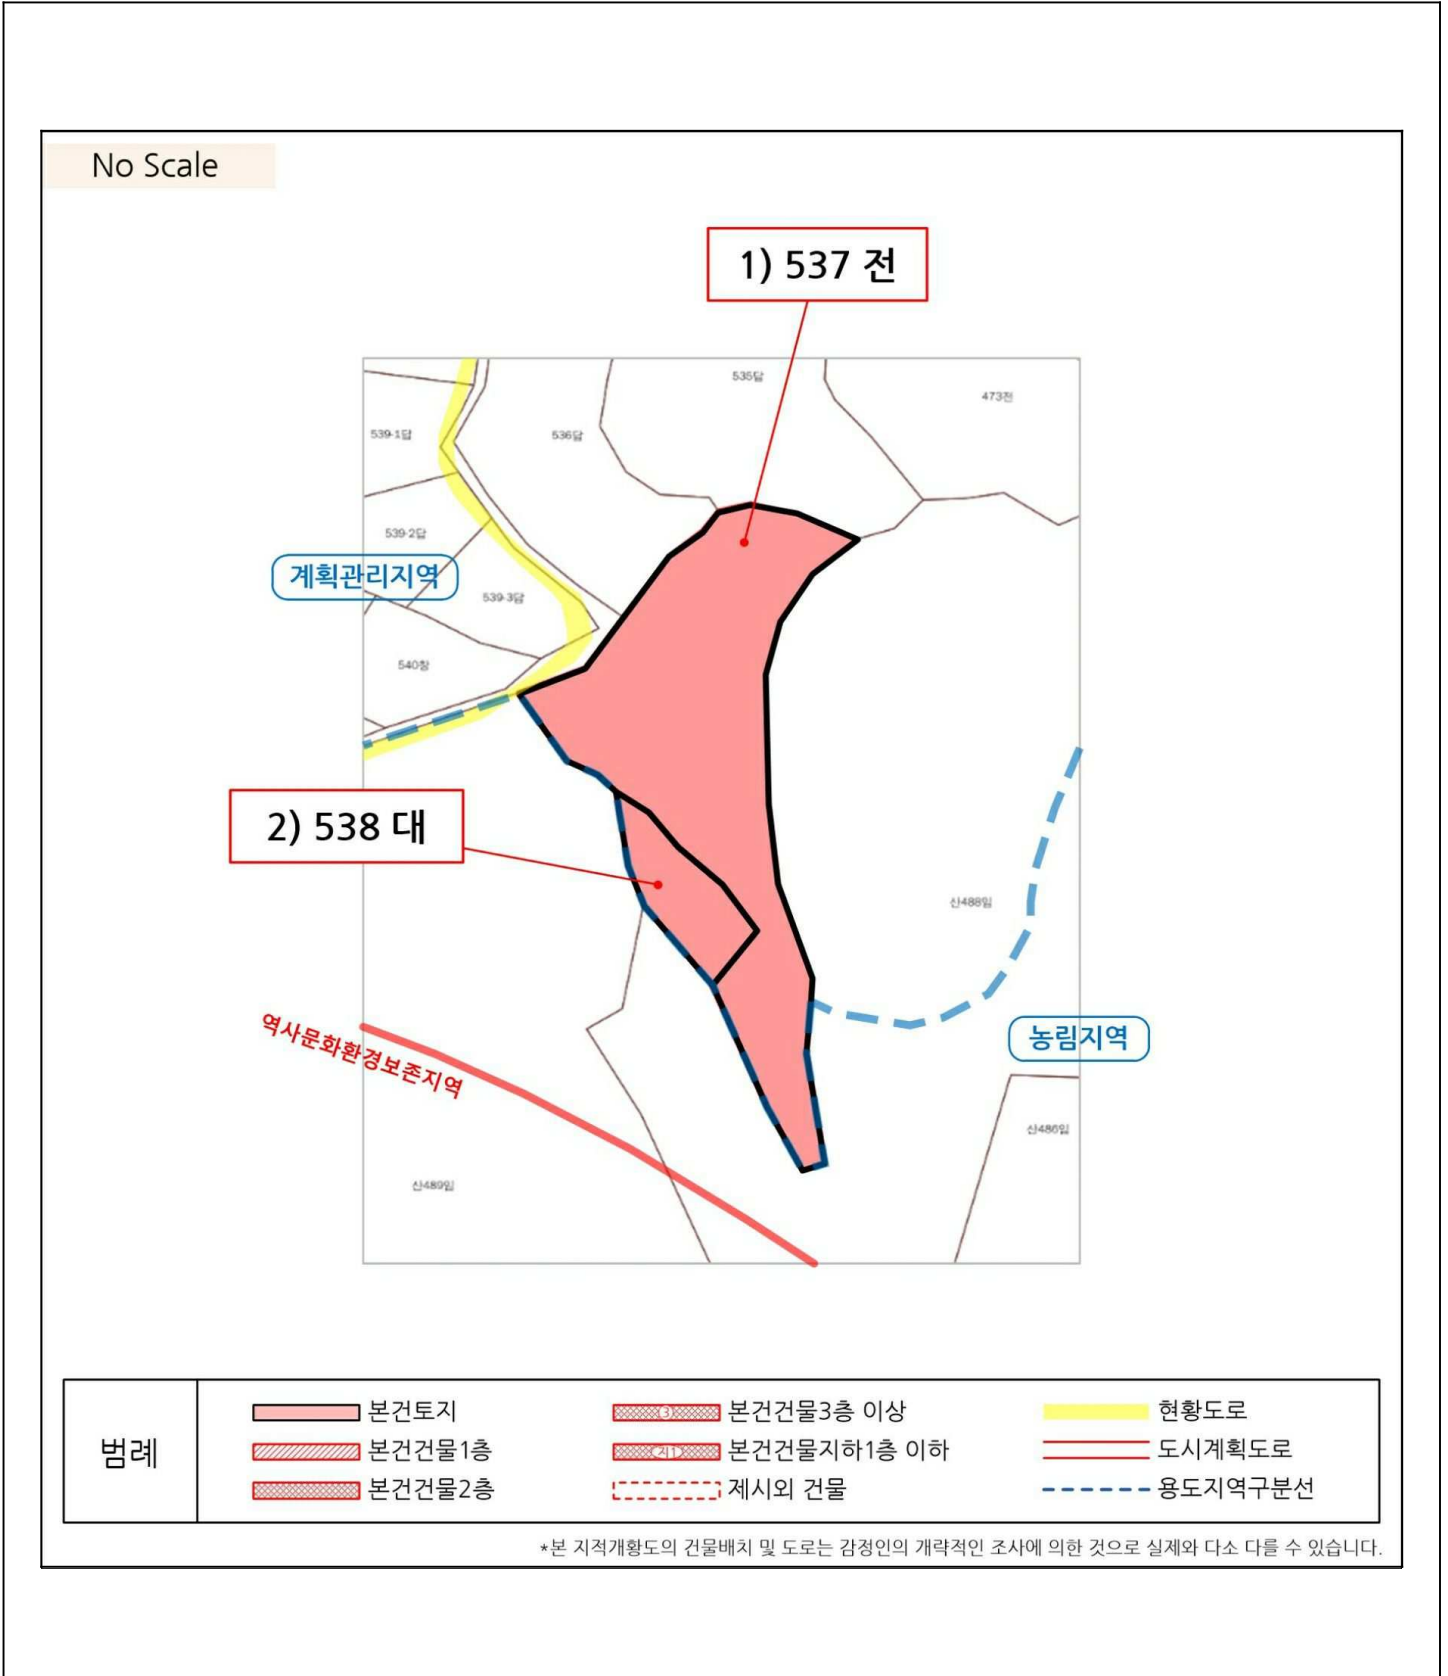 No Scale
1) 537 전
535답
473전
539-1답
536답
539-2답
계획관리지역
539-3답
540창
2) 538 대
산488임
역사문화환경보존지역
농림지역
산486임
산489임
범례
본건토지
본건건물3층 이상
현황도로
본건건물1층
본건건물지하1층 이하
도시계획도로
본건건물2층
제시외 건물
용도지역구분선
3
지1
*본 지적개황도의 건물배치 및 도로는 감정인의 개략적인 조사에 의한 것으로 실제와 다소 다를 수 있습니다.